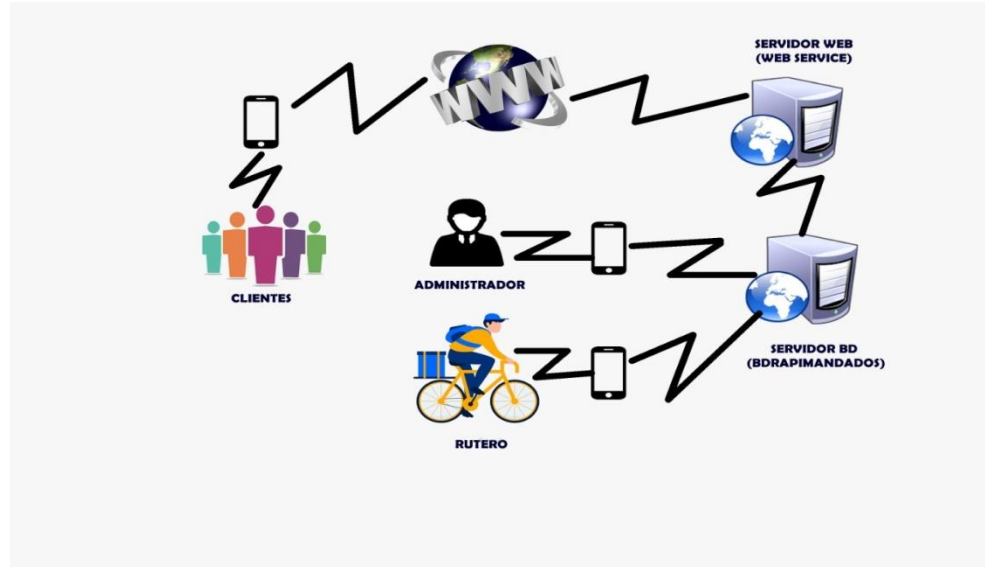 SERVIDOR WEB
(WEB SERVICE)
WWW
CLIENTES
ADMINISTRADOR
SERVIDOR BD
(BDRAPIMANDADOS)
RUTERO